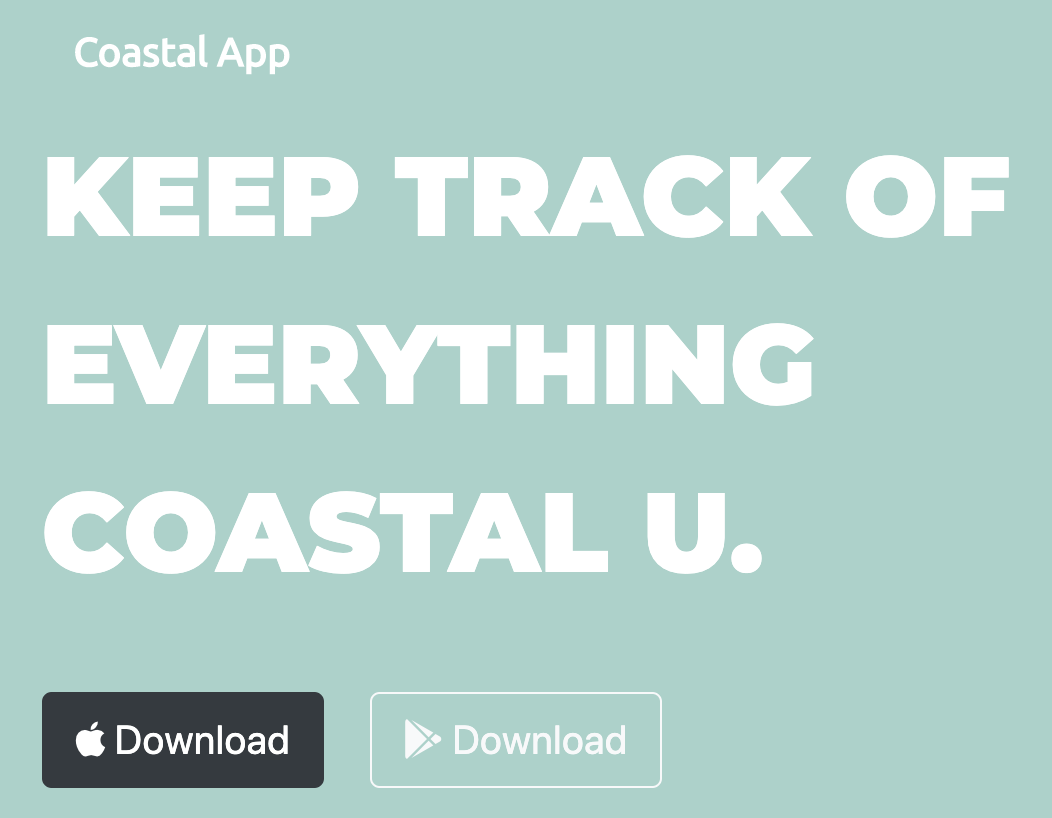 Coastal App
KEEP TRACK OF
EVERYTHING
COASTAL U.
Download
Download